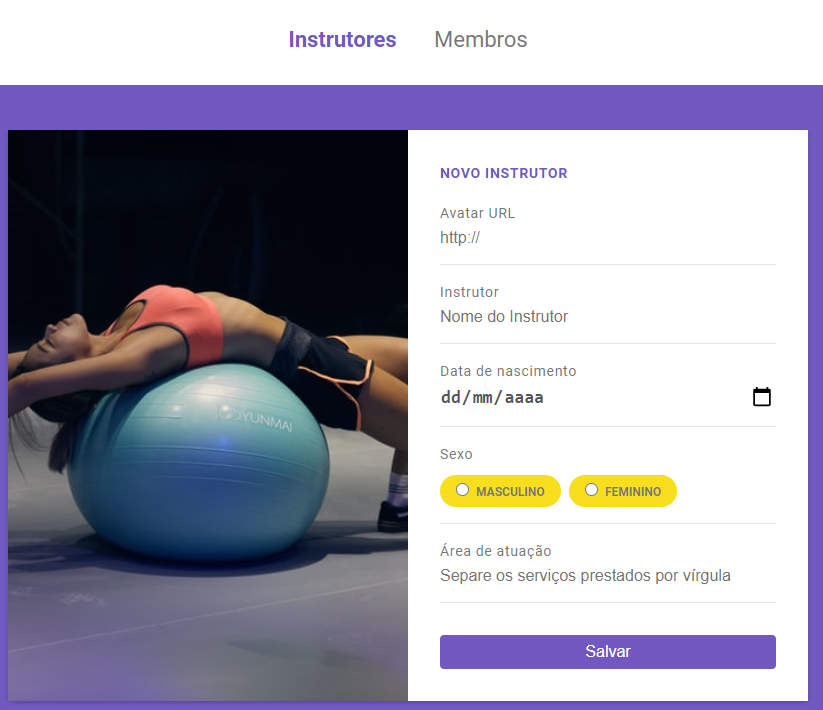 Instrutores Membros
NOVO INSTRUTOR
Avatar URL
http://
Instrutor
Nome do Instrutor
Data de nascimento
dd/mm/aaaa
Sexo
MASCULINO FEMININO
Área de atuação
Separe os serviços prestados por vírgula
Salvar
YUNMAI